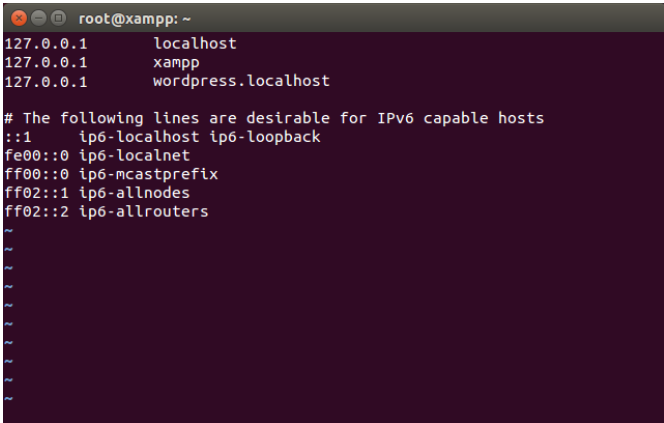 root@xampp: ~
127.0.0.1       localhost
127.0.0.1       xampp
127.0.0.1       wordpress.localhost
# The following lines are desirable for IPv6 capable hosts
::1     ip6-localhost ip6-loopback
fe00::0 ip6-localnet
ff00::0 ip6-mcastprefix
ff02::1 ip6-allnodes
ff02::2 ip6-allrouters
~
~
~
~
~
~
~
~
~
~